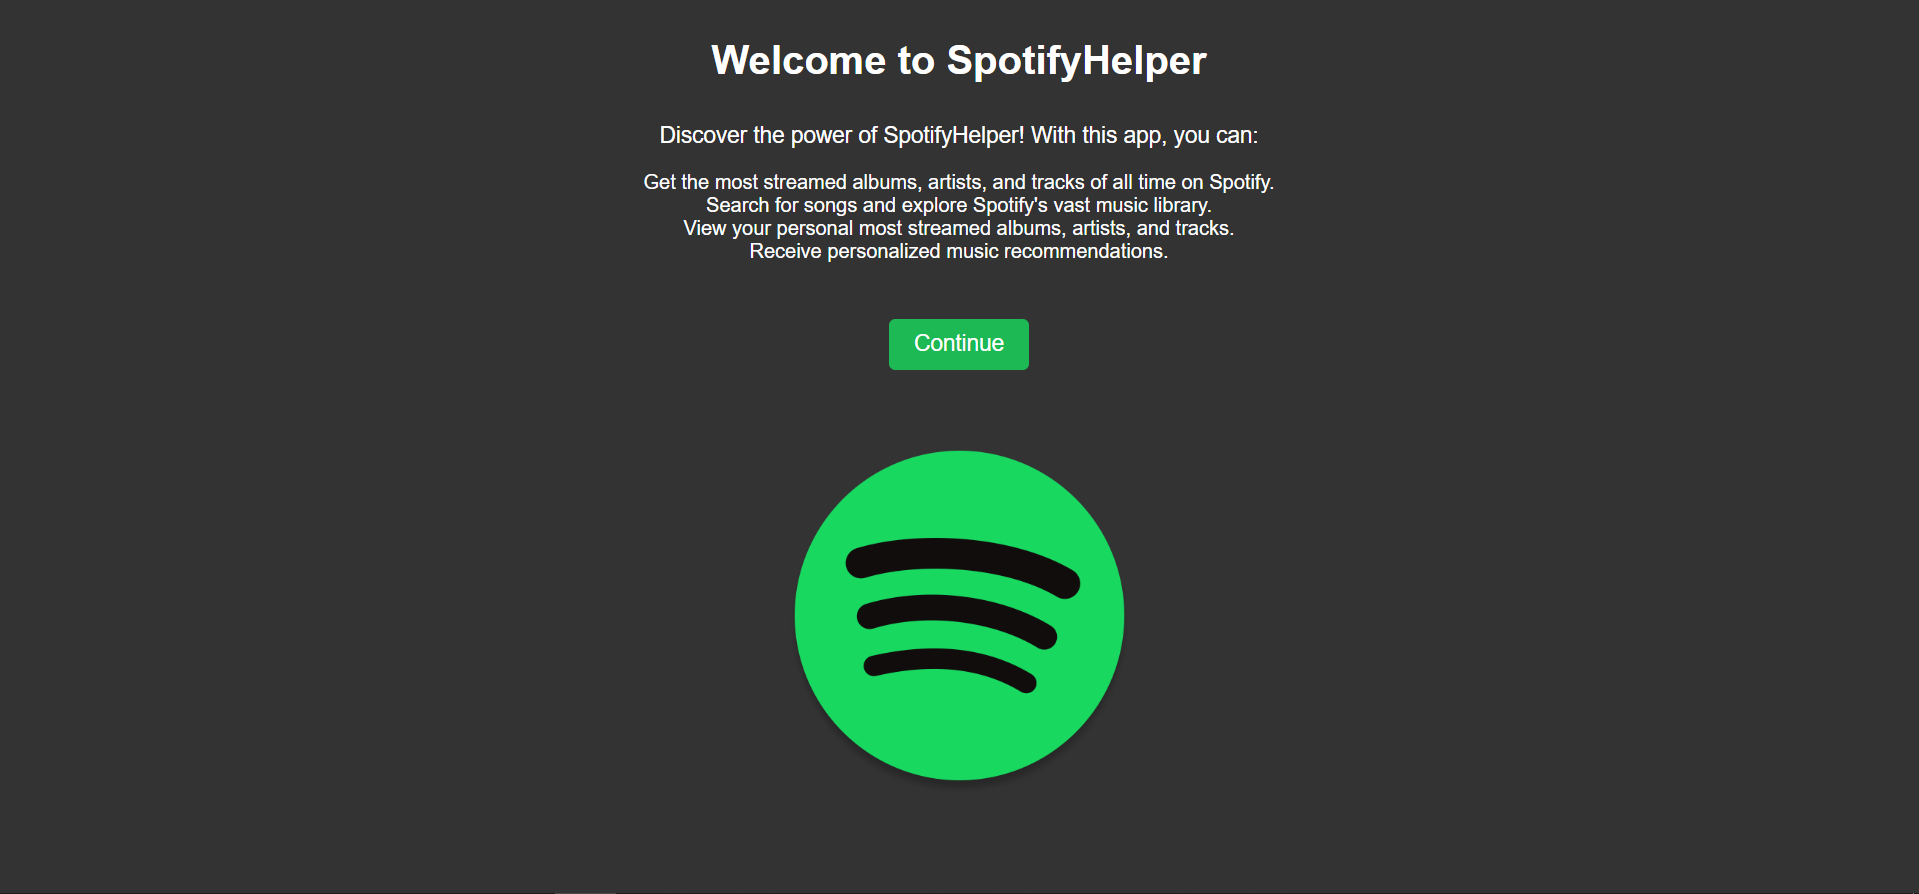 Welcome to SpotifyHelper
Discover the power of SpotifyHelper! With this app, you can:
Get the most streamed albums, artists, and tracks of all time on Spotify.
Search for songs and explore Spotify's vast music library.
View your personal most streamed albums, artists, and tracks.
Receive personalized music recommendations.
Continue